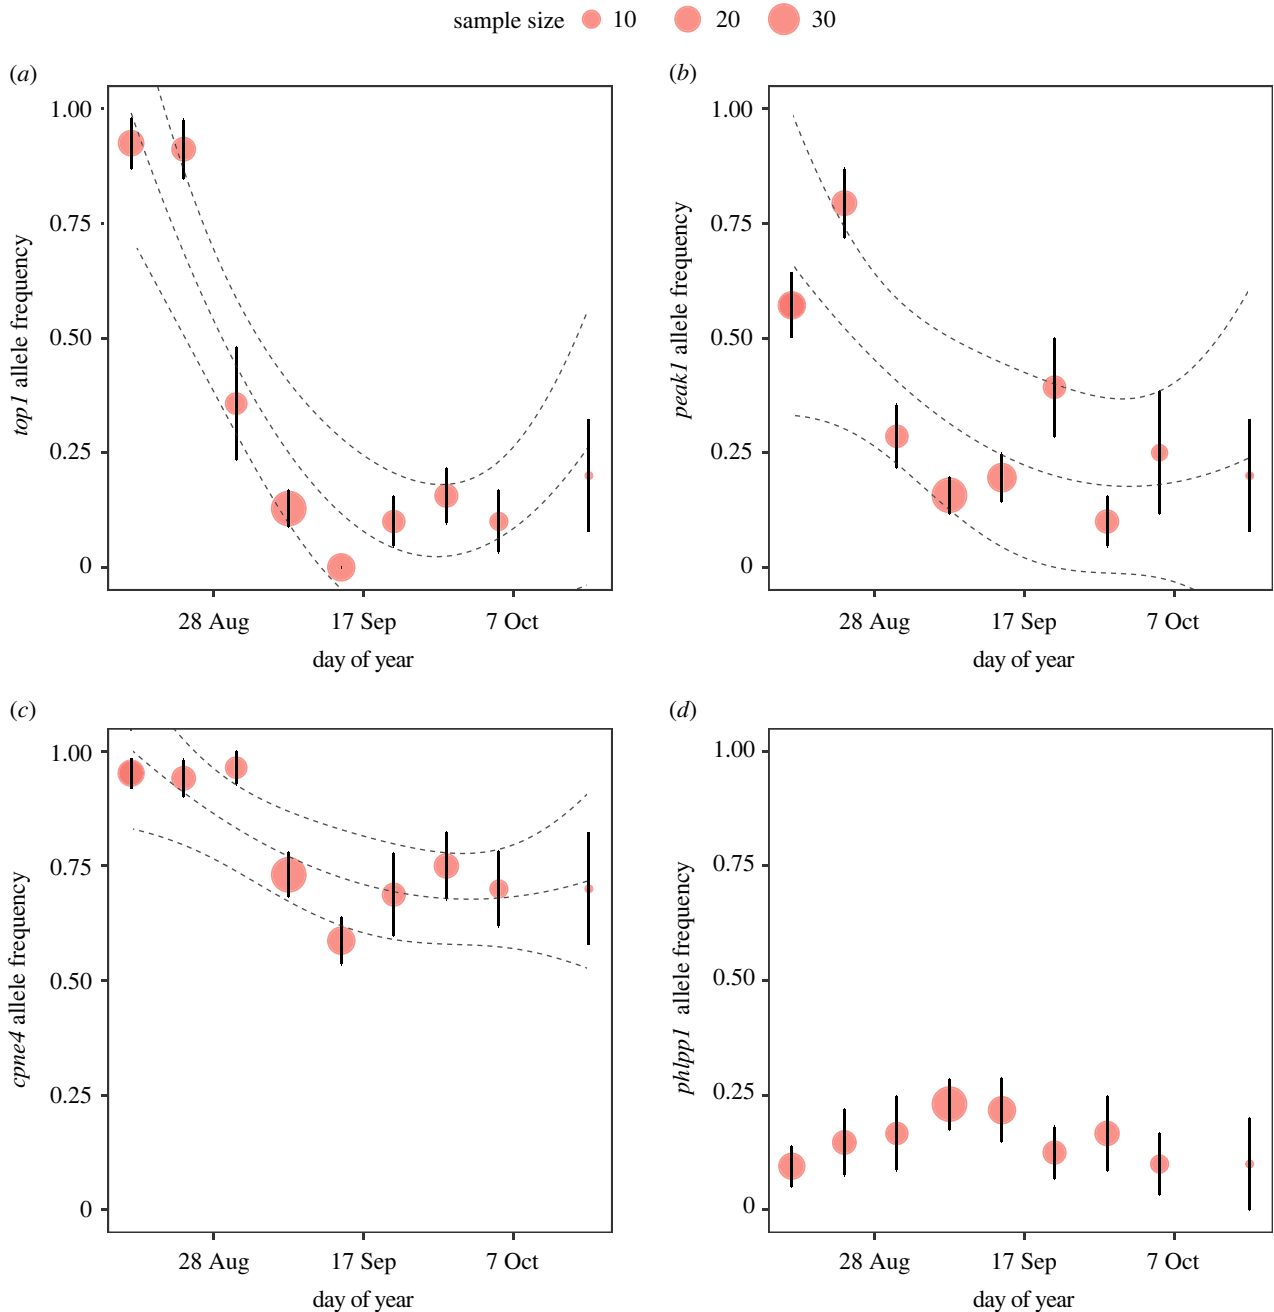 sample size 10 20 30
(a)
1.00
0.75
0.50
0.25
0
top1 allele frequency
28 Aug 17 Sep 7 Oct
day of year
(b)
1.00
0.75
0.50
0.25
0
peak1 allele frequency
28 Aug 17 Sep 7 Oct
day of year
(c)
1.00
0.75
0.50
0.25
0
cpne4 allele frequency
28 Aug 17 Sep 7 Oct
day of year
(d)
1.00
0.75
0.50
0.25
0
phlpp1 allele frequency
28 Aug 17 Sep 7 Oct
day of year